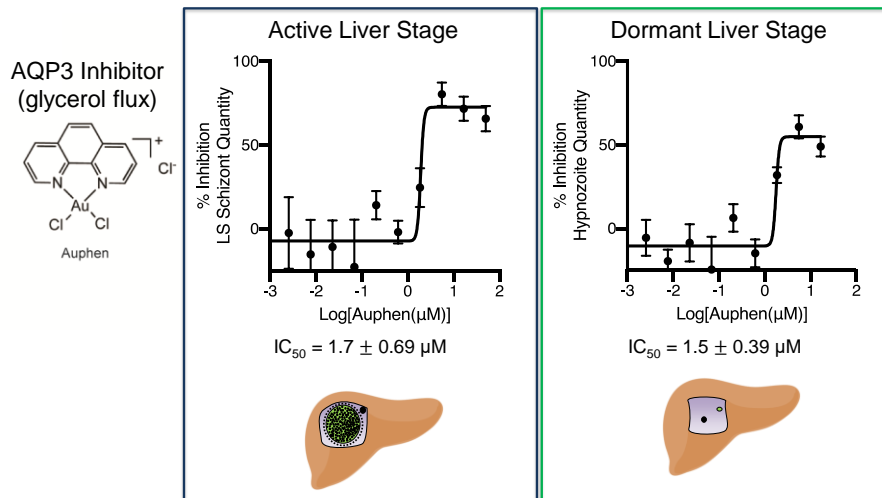 AQP3 Inhibitor
(glycerol flux)
+
Cl-
N
N
Au
Cl
Cl
Auphen
Active Liver Stage
% Inhibition
LS Schizont Quantity
100
50
0
-3
-2
-1
0
1
2
Log[Auphen(µM)]
IC50 = 1.7 ± 0.69 µM
Dormant Liver Stage
% Inhibition
Hypnozoite Quantity
100
50
0
-3
-2
-1
0
1
2
Log[Auphen(µM)]
IC50 = 1.5 ± 0.39 µM